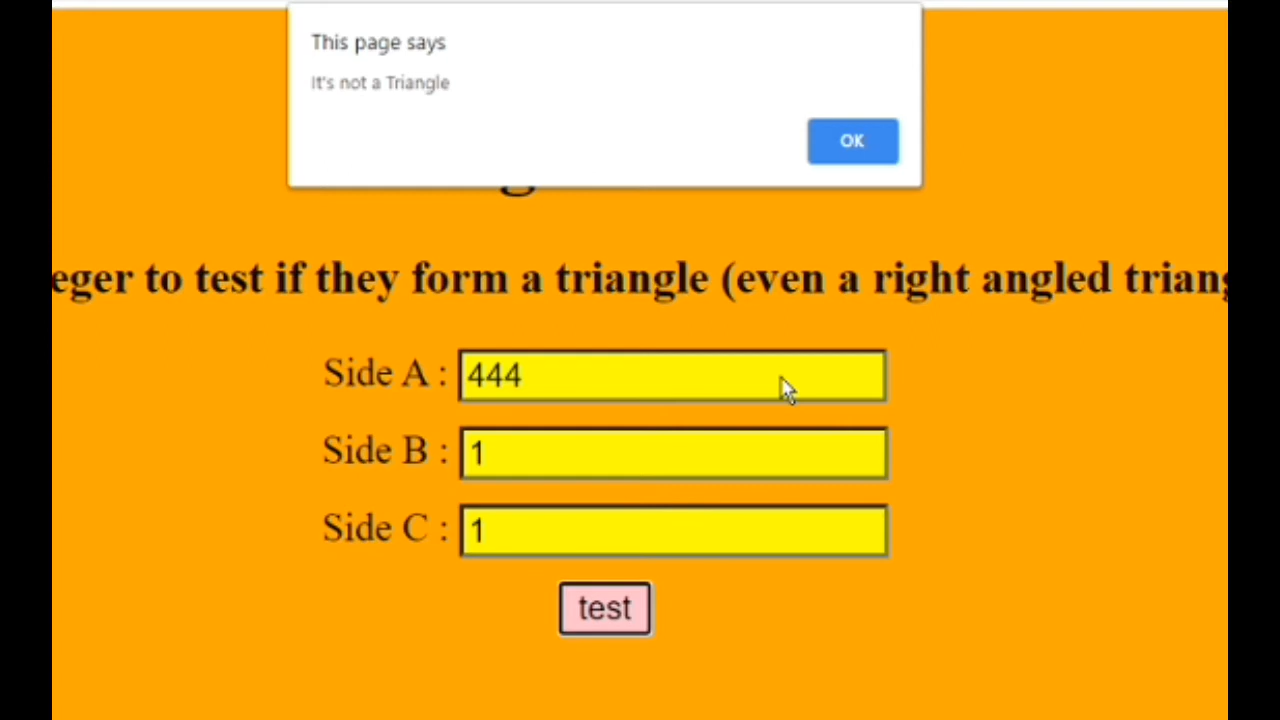 This page says
It's not a Triangle
OK
eger to test if they form a triangle (even a right angled triang
Side A : 444
Side B : 1
Side C : 1
test